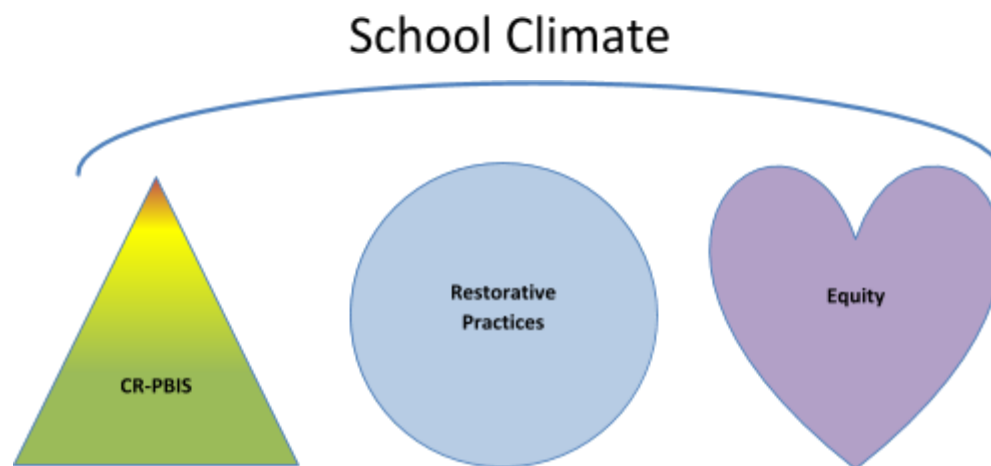 School Climate
Restorative
Practices
Equity
CR-PBIS